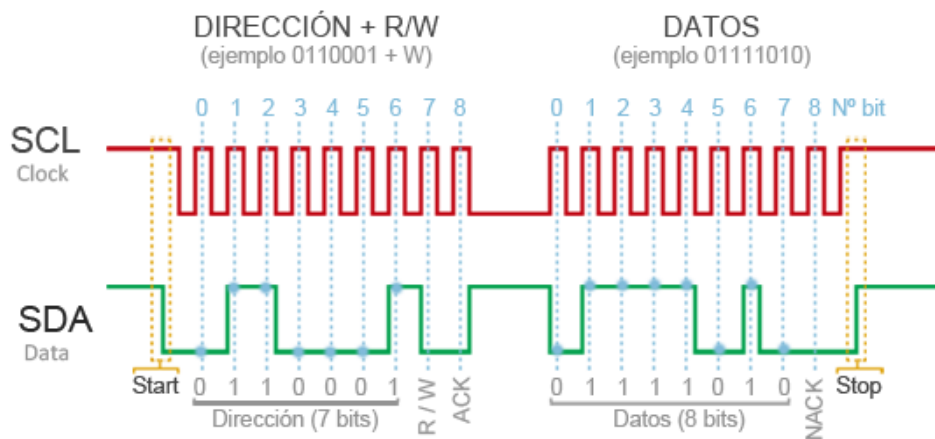 DIRECCIÓN + R/W
(ejemplo 0110001 + W)
DATOS
(ejemplo 01111010)
0 1 2 3 4 5 6 7 8
0 1 2 3 4 5 6 7 8 Nº bit
SCL
Clock
SDA
Data
Start
0 1 1 0 0 0 1
R / W
ACK
Dirección (7 bits)
0 1 1 1 1 0 1 0
NACK
Datos (8 bits)
Stop